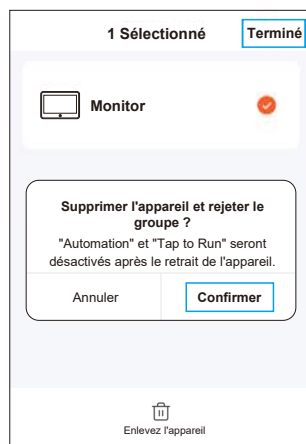 1 Sélectionné Terminé
Monitor
Supprimer l'appareil et rejeter le
groupe ?
"Automation" et "Tap to Run" seront
désactivés après le retrait de l'appareil.
Annuler Confirmer
Enlevez l'appareil